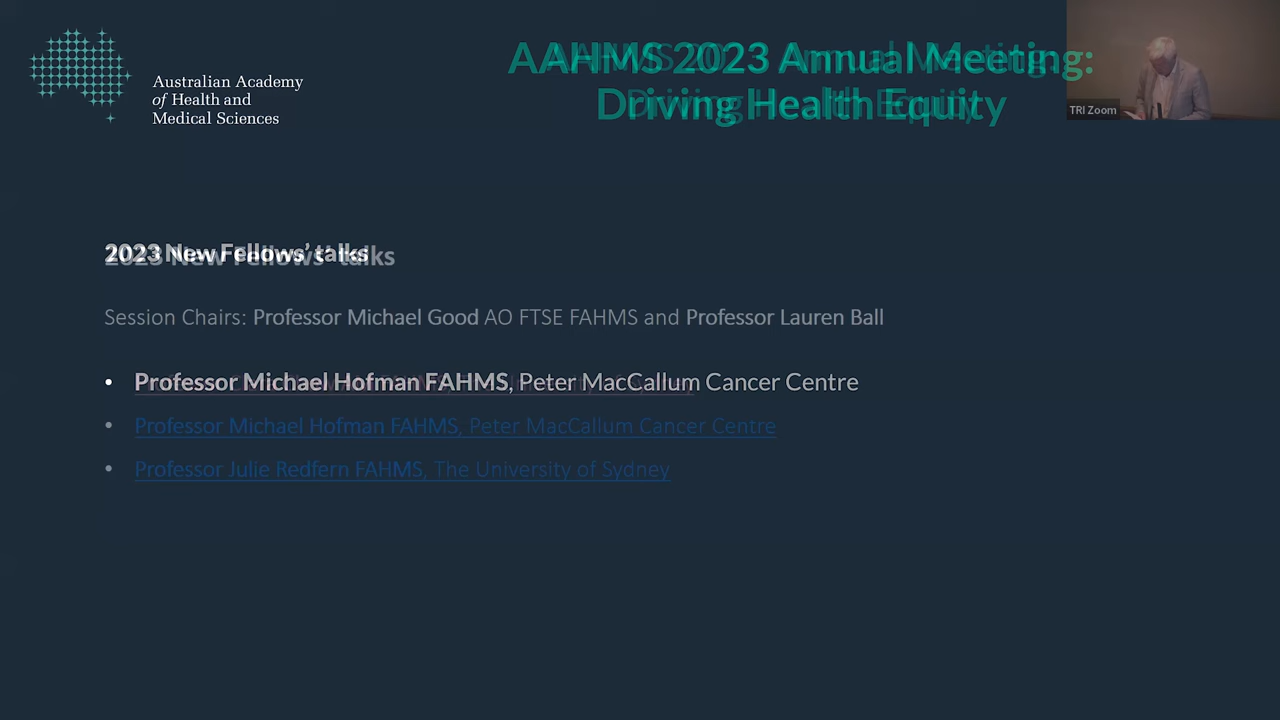 Australian Academy
of Health and
Medical Sciences
AAHMS 2023 Annual Meeting:
Driving Health Equity
TRI Zoom
2023 New Fellows' talks
Session Chairs: Professor Michael Good AO FTSE FAHMS and Professor Lauren Ball
• Professor Michael Hofman FAHMS, Peter MacCallum Cancer Centre
• Professor Michael Hofman FAHMS, Peter MacCallum Cancer Centre
• Professor Julie Redfern FAHMS, The University of Sydney